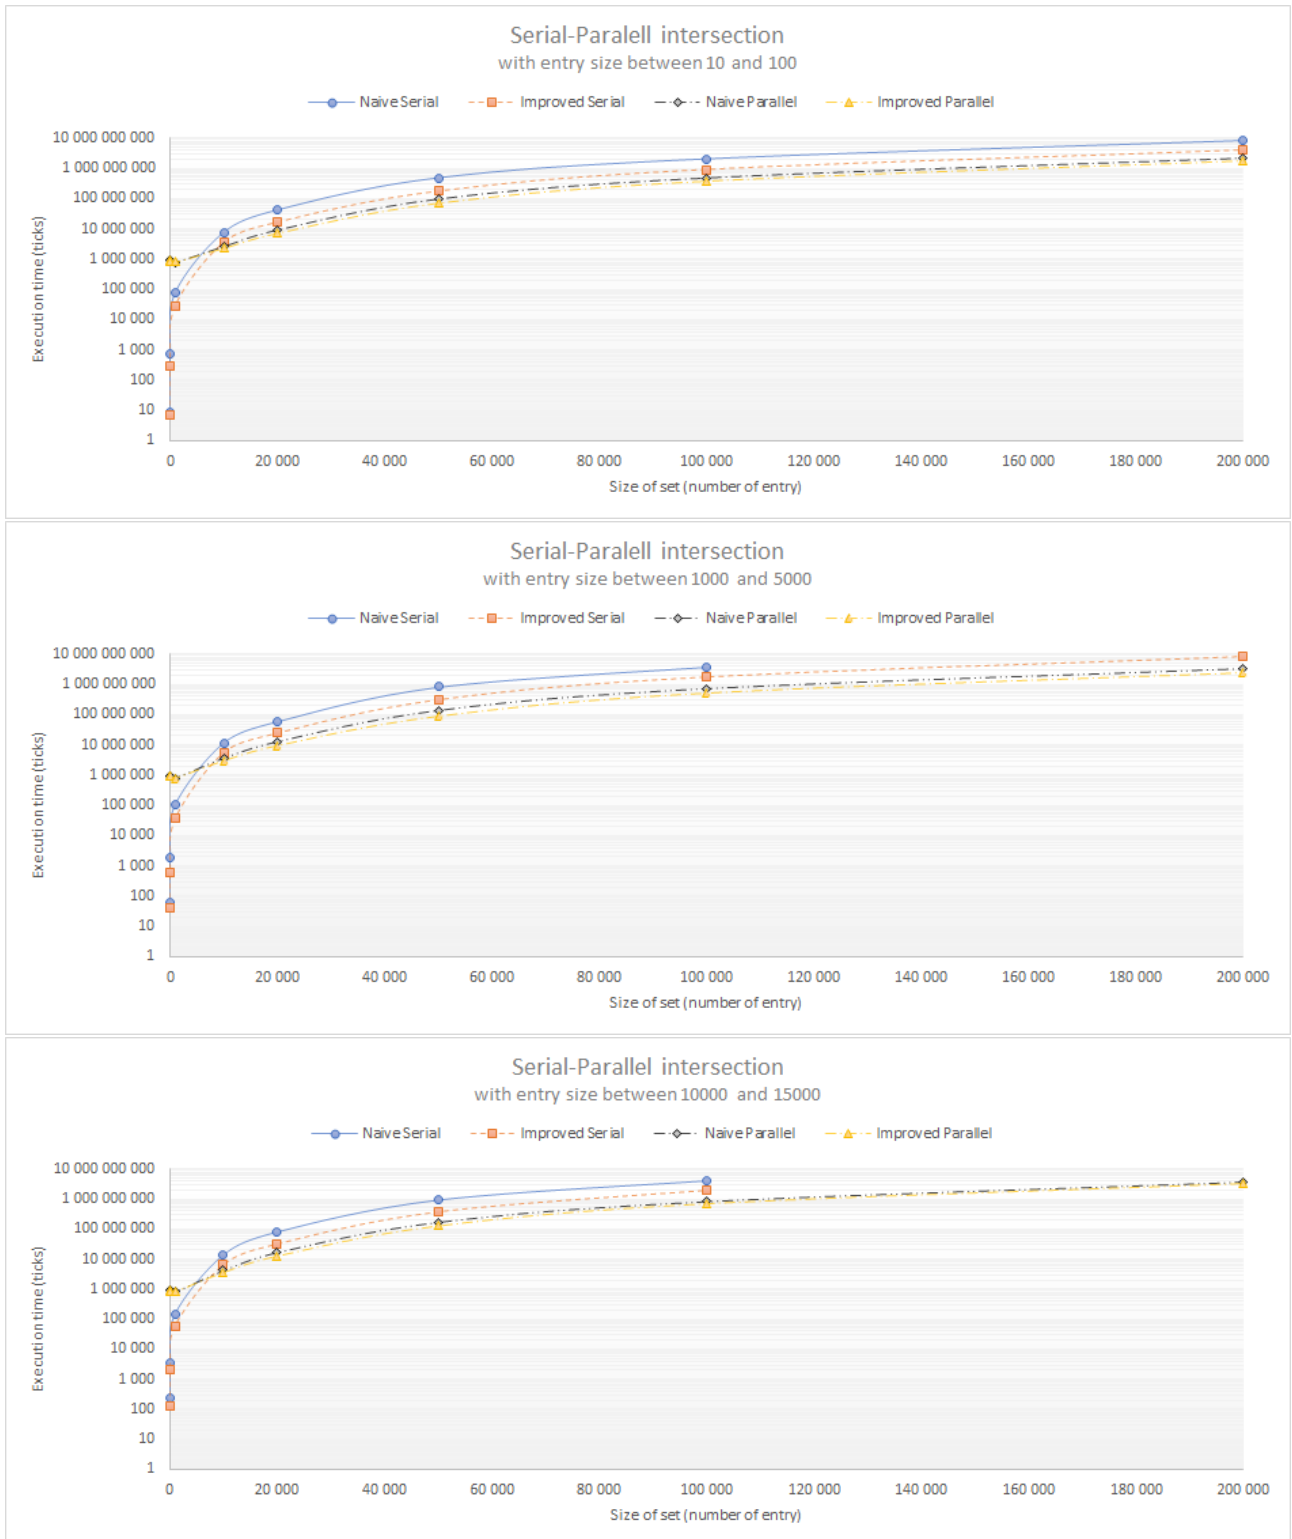 Serial-Paralell intersection
with entry size between 10 and 100
Naive Serial Improved Serial Naive Parallel Improved Parallel
10 000 000 000
1 000 000 000
100 000 000
10 000 000
1 000 000
100 000
10 000
1 000
100
10
1
Execution time (ticks)
0 20 000 40 000 60 000 80 000 100 000 120 000 140 000 160 000 180 000 200 000
Size of set (number of entry)
Serial-Paralell intersection
with entry size between 1000 and 5000
Naive Serial Improved Serial Naive Parallel Improved Parallel
10 000 000 000
1 000 000 000
100 000 000
10 000 000
1 000 000
100 000
10 000
1 000
100
10
1
Execution time (ticks)
0 20 000 40 000 60 000 80 000 100 000 120 000 140 000 160 000 180 000 200 000
Size of set (number of entry)
Serial-Parallel intersection
with entry size between 10000 and 15000
Naive Serial Improved Serial Naive Parallel Improved Parallel
10 000 000 000
1 000 000 000
100 000 000
10 000 000
1 000 000
100 000
10 000
1 000
100
10
1
Execution time (ticks)
0 20 000 40 000 60 000 80 000 100 000 120 000 140 000 160 000 180 000 200 000
Size of set (number of entry)